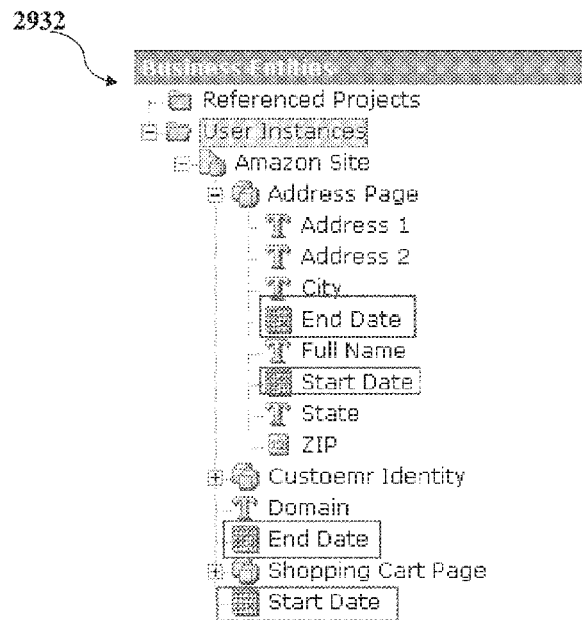 2932
Business Entities
Referenced Projects
User Instances
Amazon Site
Address Page
Address 1
Address 2
City
End Date
Full Name
Start Date
State
ZIP
Custoemr Identity
Domain
End Date
Shopping Cart Page
Start Date